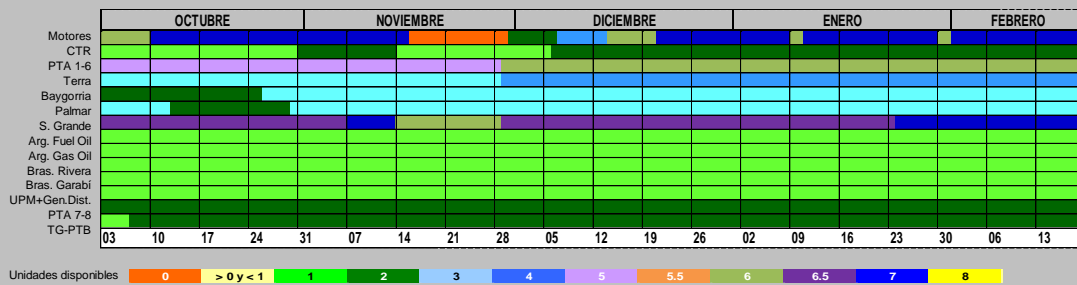 OCTUBRE NOVIEMBRE DICIEMBRE ENERO FEBRERO
Motores
CTR
PTA 1-6
Terra
Baygorria
Palmar
S. Grande
Arg. Fuel Oil
Arg. Gas Oil
Bras. Rivera
Bras. Garabí
UPM+Gen.Dist.
PTA 7-8
TG-PTB
03 10 17 24 31 07 14 21 28 05 12 19 26 02 09 16 23 30 06 13
Unidades disponibles 0 > 0 y < 1 1 2 3 4 5 5.5 6 6.5 7 8